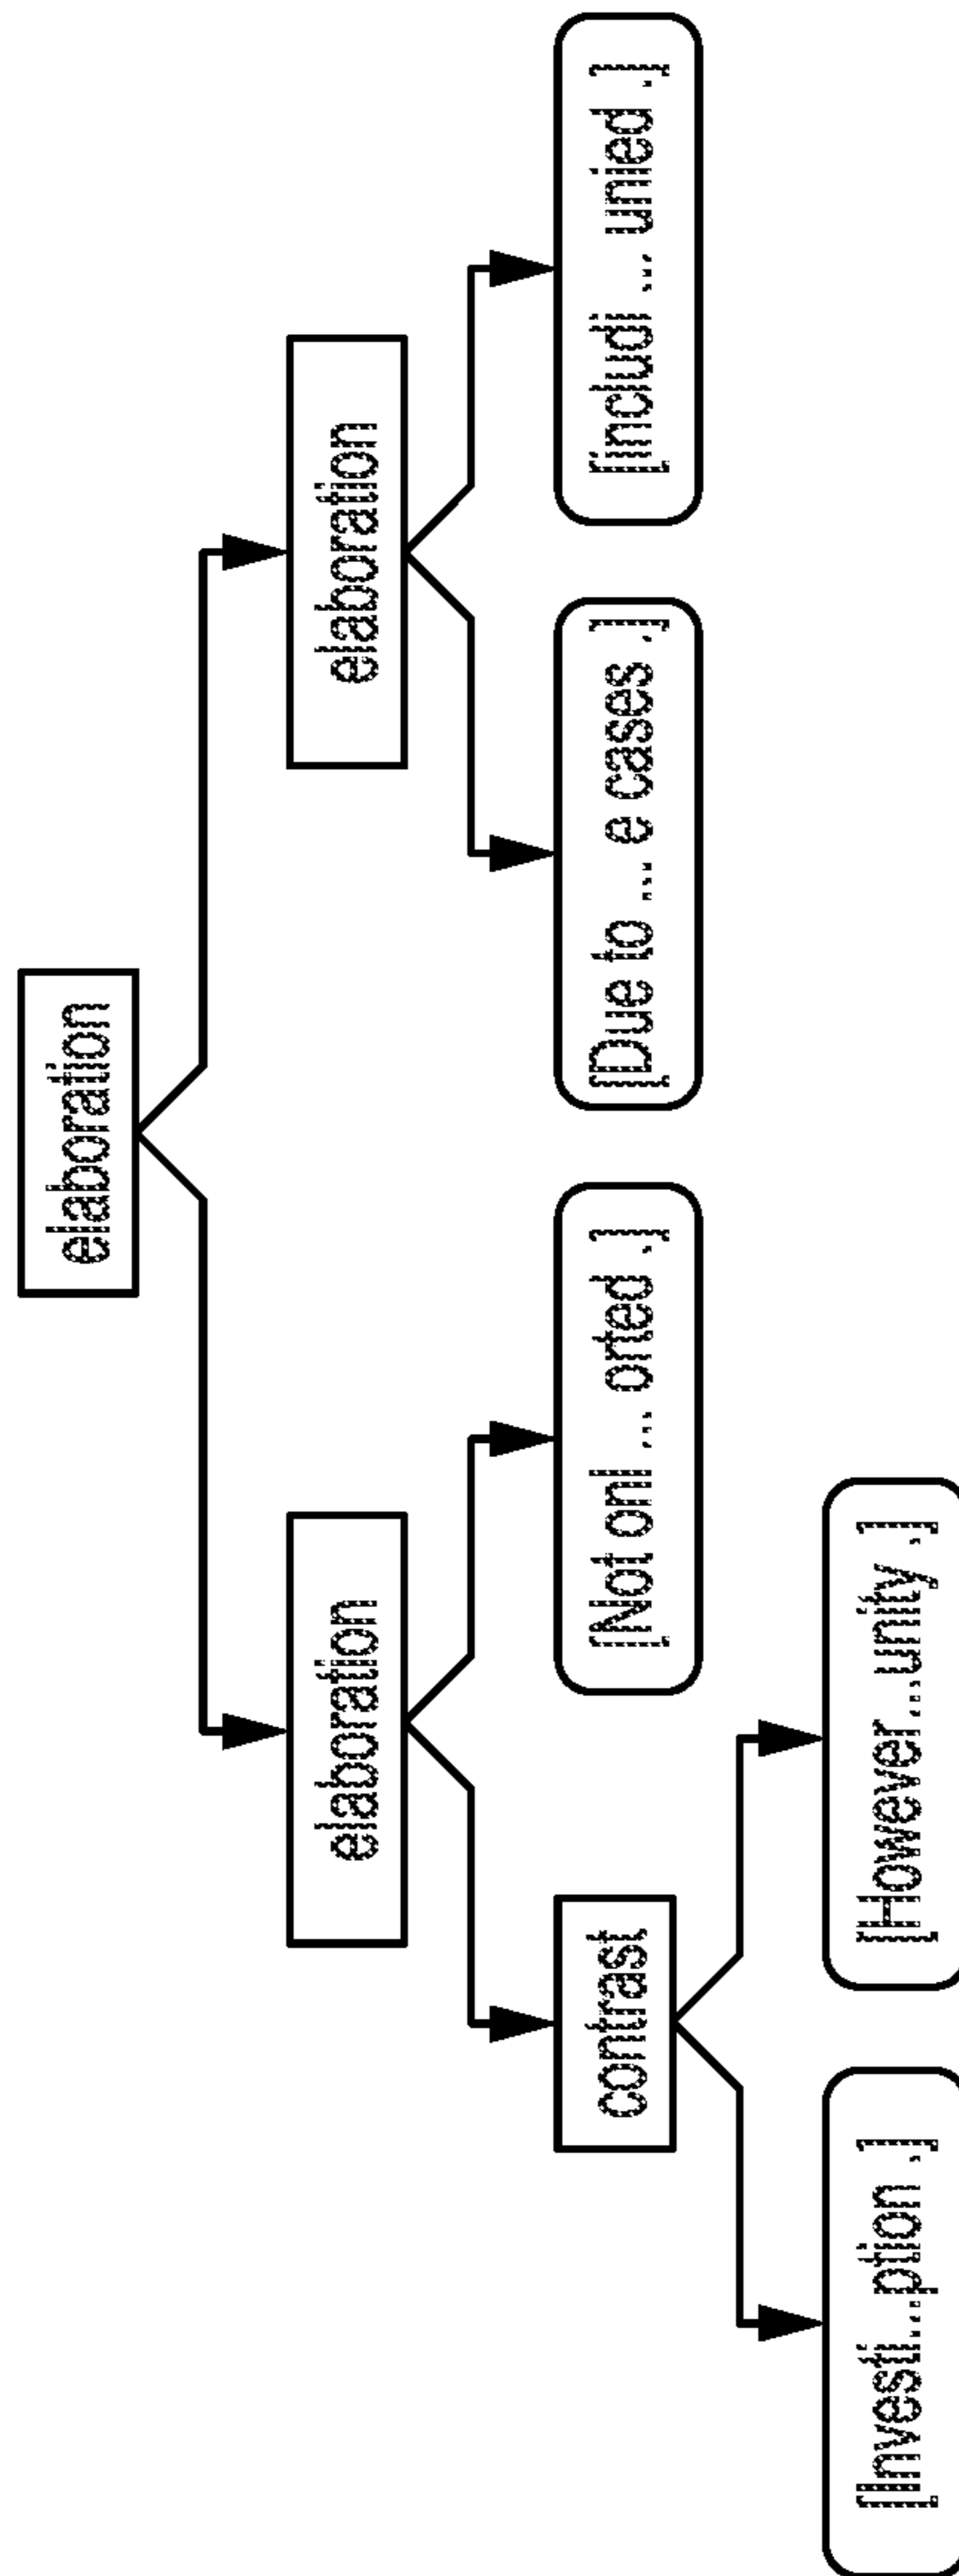 elaboration
elaboration
elaboration
contrast
[Not onl ... orted .]
[Due to ... e cases .]
[includi ... unied .]
[Investi...ption .]
[However...unity .]